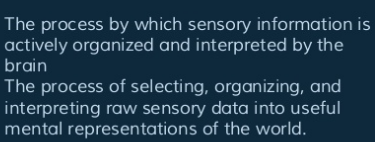 The process by which sensory information is
actively organized and interpreted by the
brain
The process of selecting, organizing, and
interpreting raw sensory data into useful
mental representations of the world.